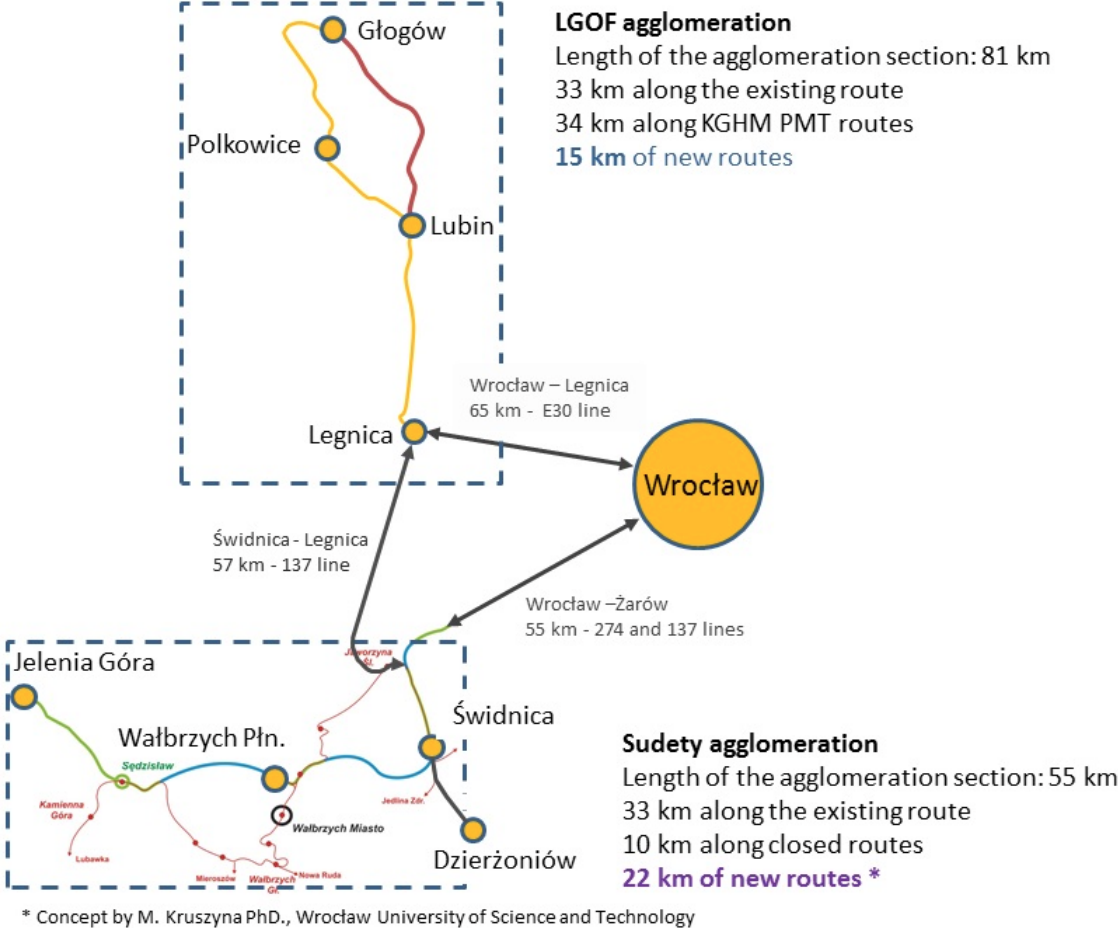 Głogów
LGOF agglomeration
Length of the agglomeration section: 81 km
33 km along the existing route
34 km along KGHM PMT routes
15 km of new routes
Polkowice
Lubin
Wrocław – Legnica
65 km - E30 line
Legnica
Wrocław
Świdnica - Legnica
57 km - 137 line
Wrocław –Żarów
55 km - 274 and 137 lines
Jaworzyna
Śl.
Jelenia Góra
Świdnica
Wałbrzych Płn.
Sędzisław
Kamienna
Góra
Jedlina Zdr.
Wałbrzych Miasto
Lubawka
Mieroszów
Wałbrzych
Gł.
Nowa Ruda
Dzierżoniów
Sudety agglomeration
Length of the agglomeration section: 55 km
33 km along the existing route
10 km along closed routes
22 km of new routes *
* Concept by M. Kruszyna PhD., Wrocław University of Science and Technology